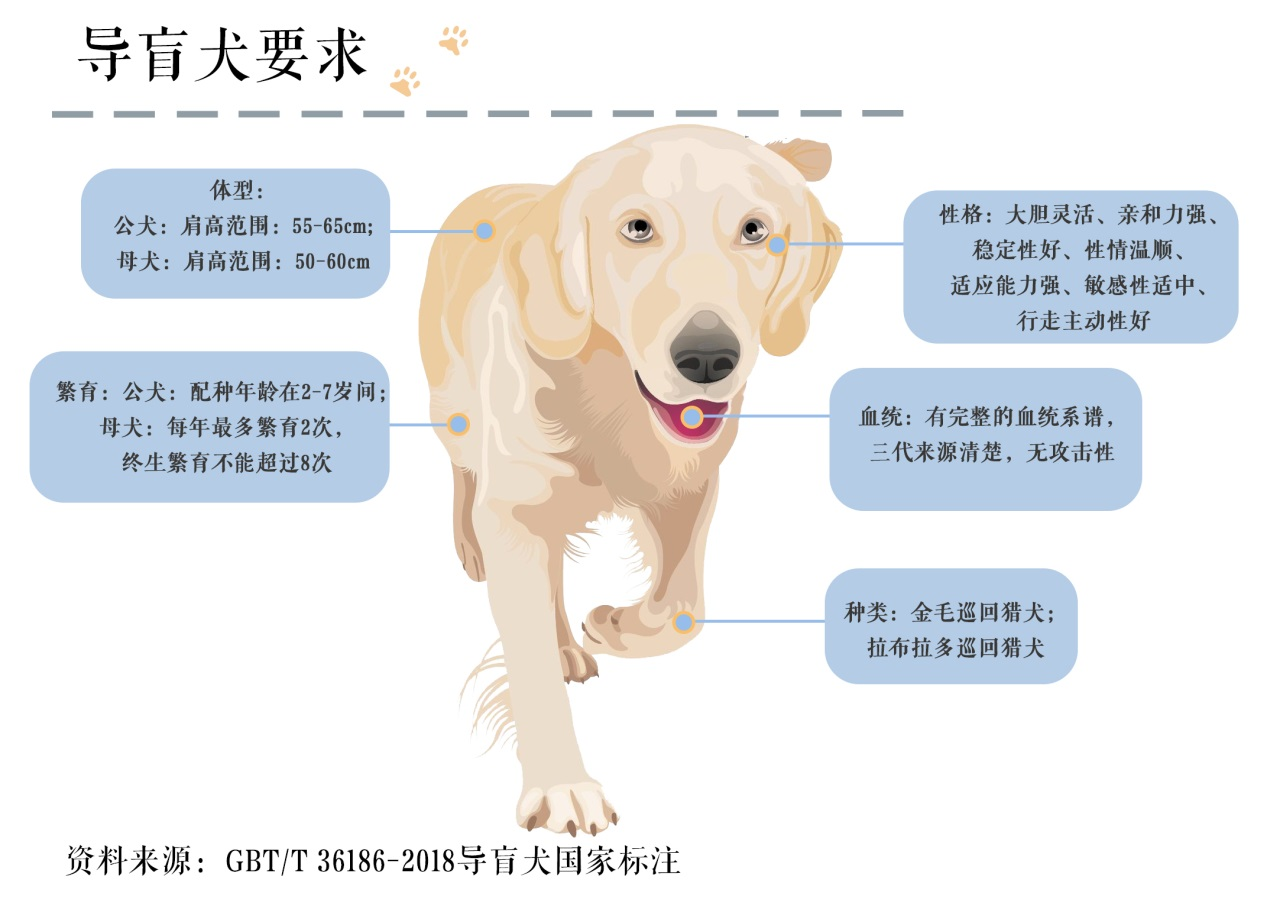 导盲犬要求
体型：
公犬：肩高范围：55-65cm;
母犬：肩高范围：50-60cm
性格：大胆灵活、亲和力强、
稳定性好、性情温顺、
适应能力强、敏感性适中、
行走主动性好
繁育：公犬：配种年龄在2-7岁间；
母犬：每年最多繁育2次，
终生繁育不能超过8次
血统：有完整的血统系谱，
三代来源清楚，无攻击性
种类：金毛巡回猎犬；
拉布拉多巡回猎犬
资料来源：GBT/T 36186-2018导盲犬国家标注